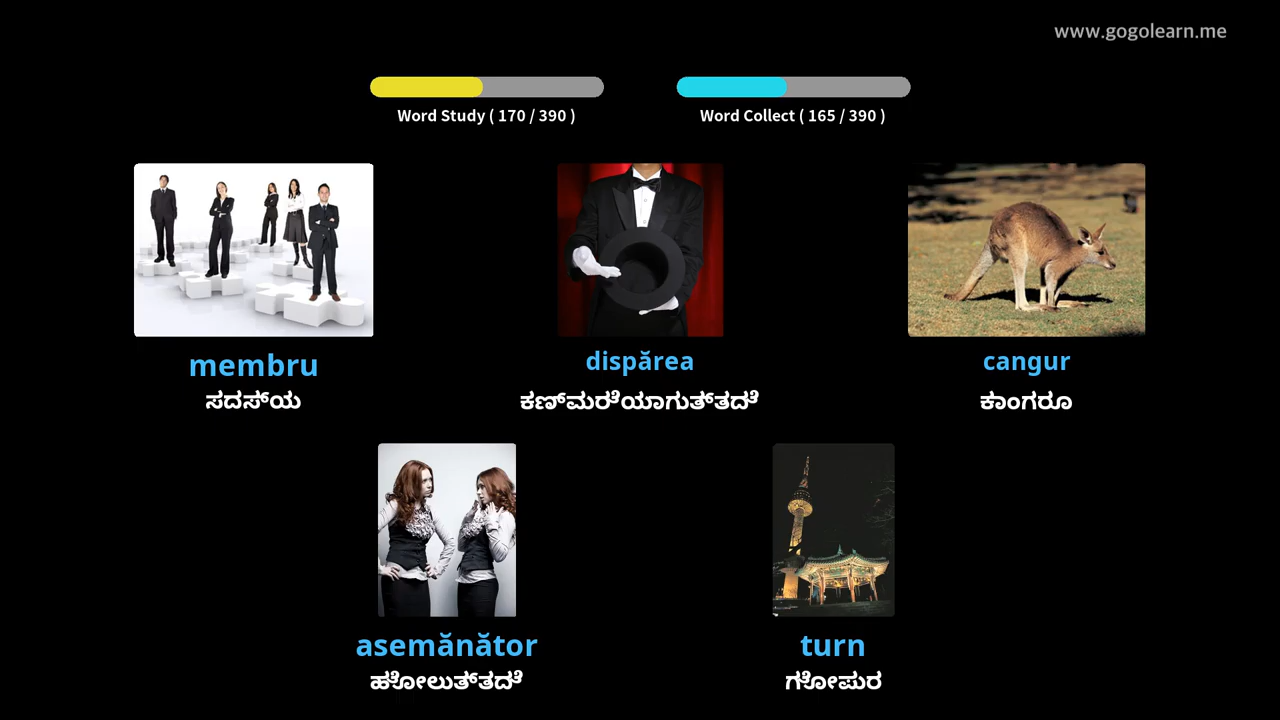 www.gogolearn.me
Word Study ( 170 / 390 )
Word Collect ( 165 / 390 )
membru
ಸದಸ್ಯ
dispărea
ಕಣ್ಮರೆಯಾಗುತ್ತದೆ
cangur
ಕಾಂಗರೂ
asemănător
ಹೋಲುತ್ತದೆ
turn
ಗೋಪುರ